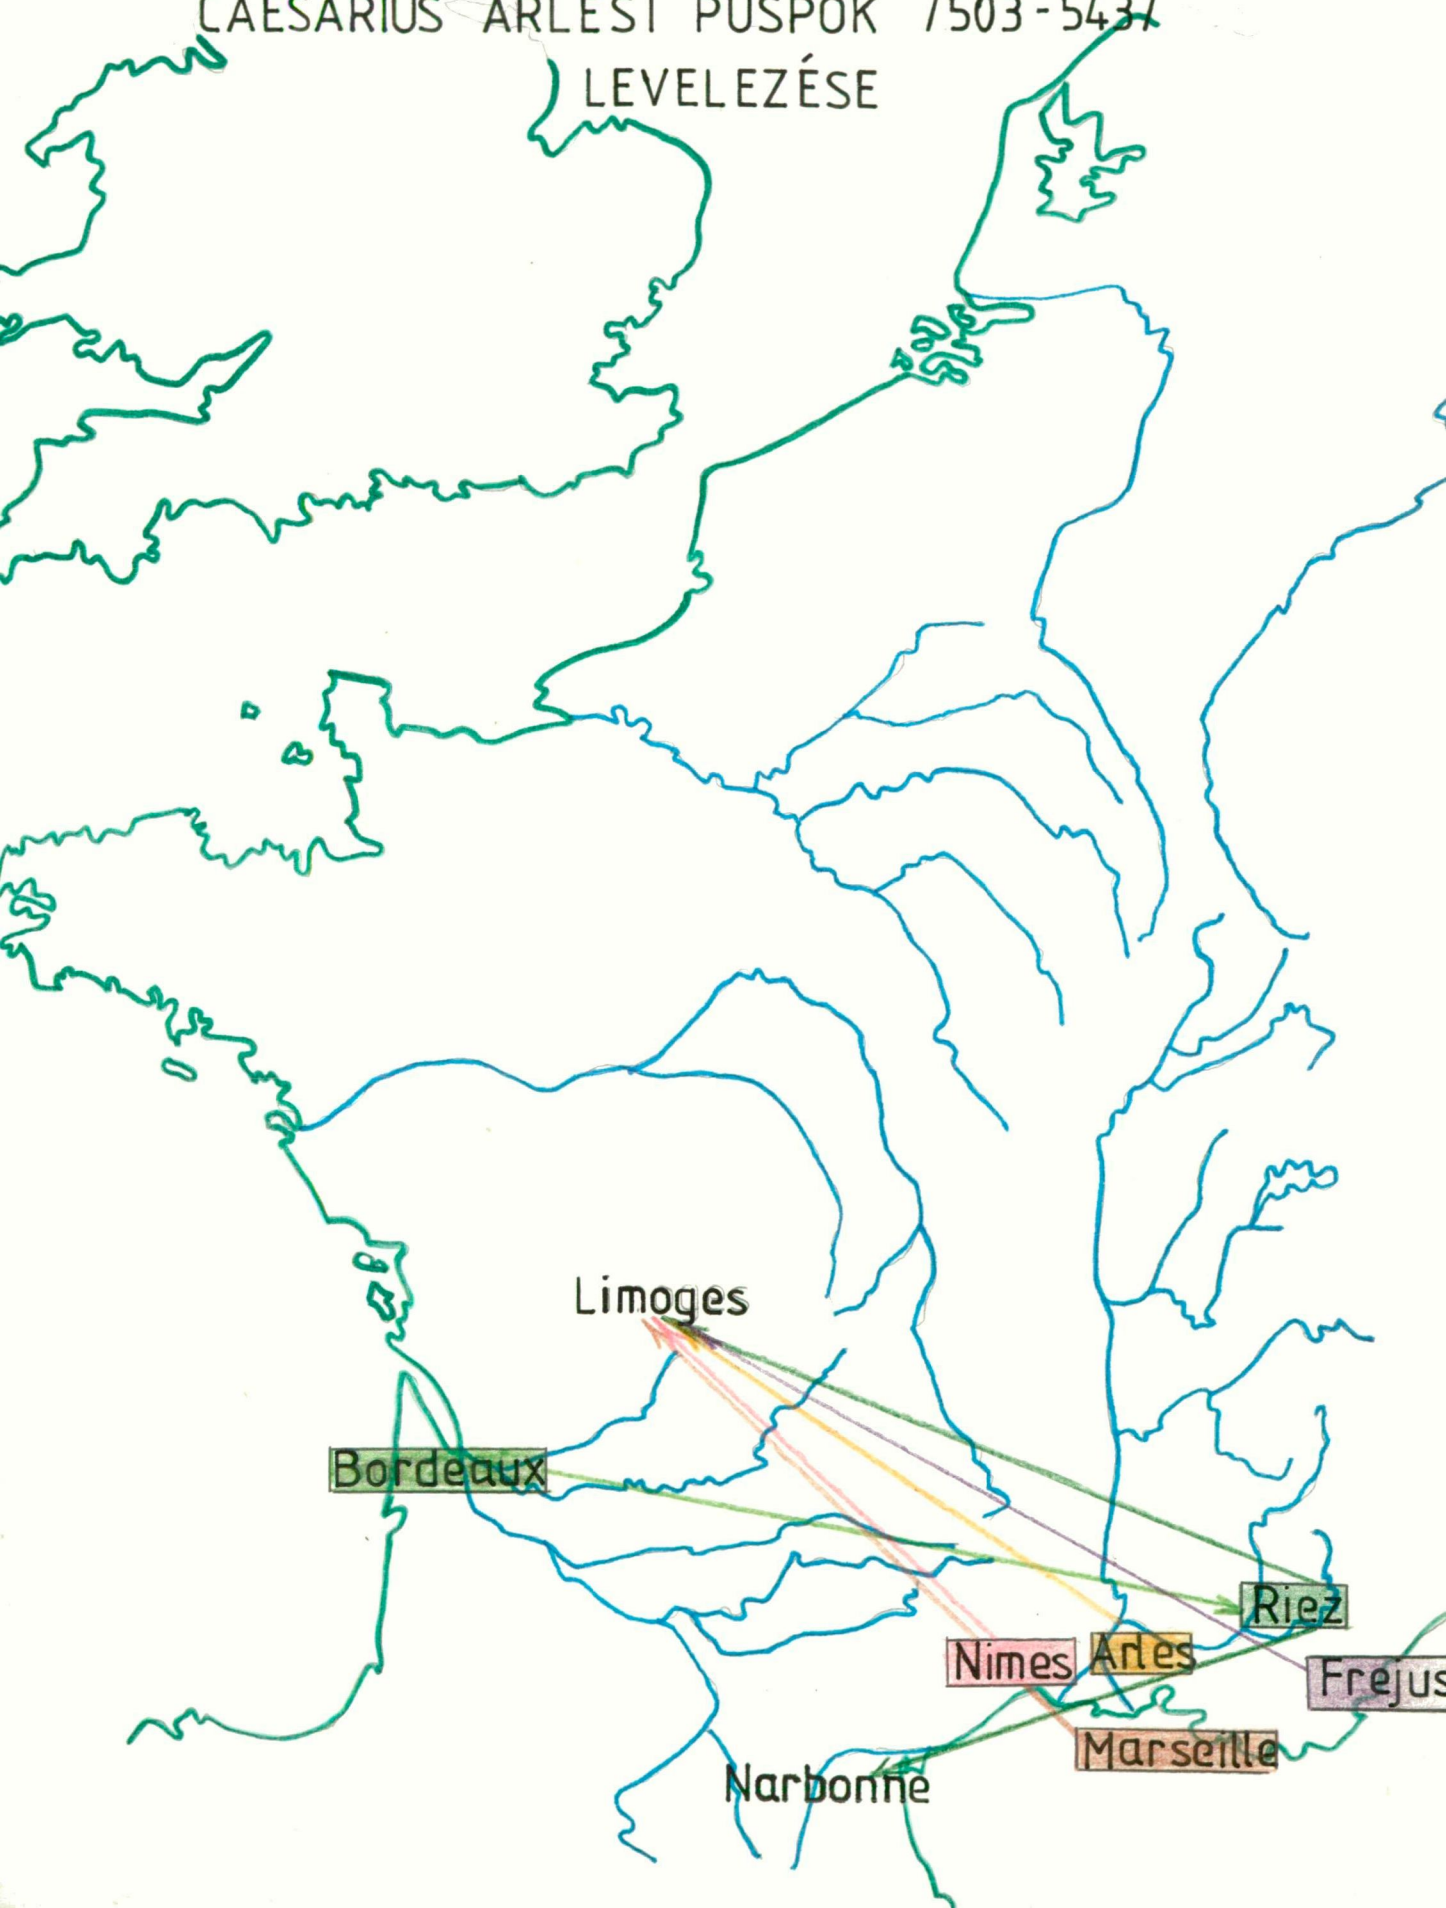 CAESARIUS ARLESI PÜSPÖK /503-543/
LEVELEZÉSE
Limoges
Bordeaux
Riez
Nimes
Arles
Frejus
Marseille
Narbonne